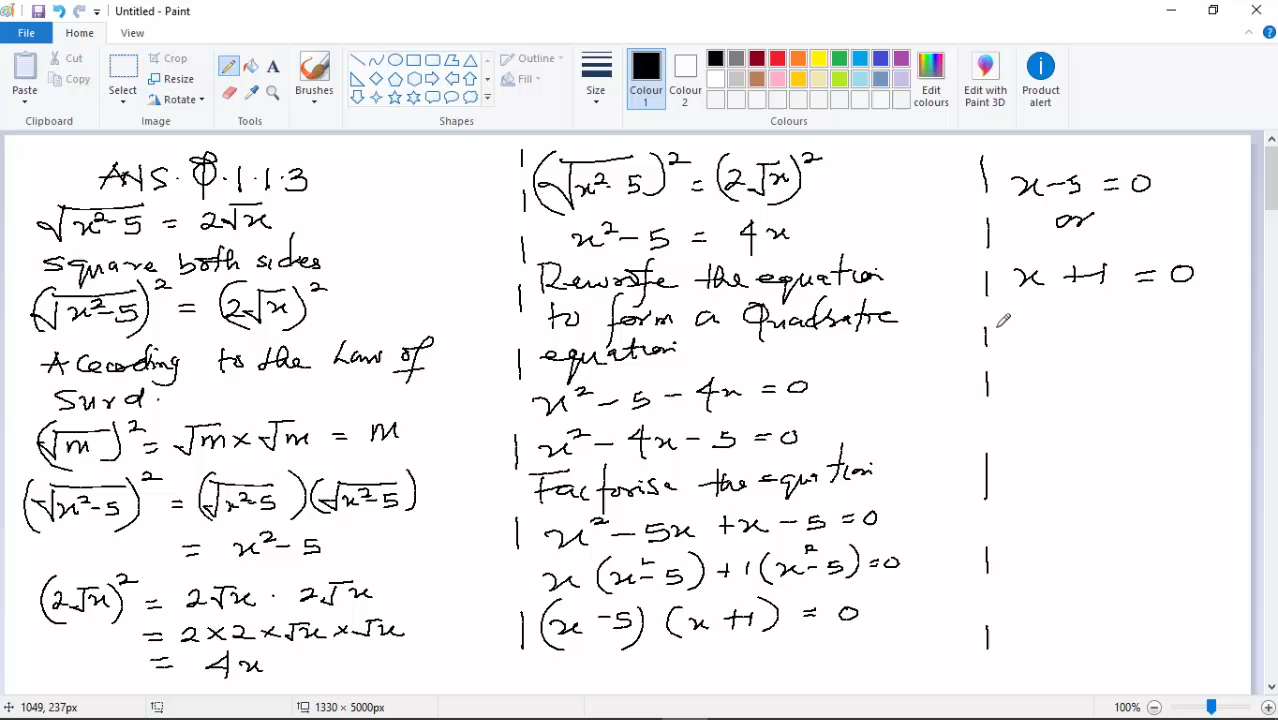 Untitled - Paint
File
Home
View
Paste
Cut
Copy
Clipboard
Select
Crop
Resize
Rotate
Image
Tools
Brushes
Shapes
Outline
Fill
Size
Colour 1
Colour 2
Edit colours
Edit with Paint 3D
Product alert
Colours
ANS. Q.1.1.3
√(x²-5) = 2√x
square both sides
(√(x²-5))² = (2√x)²
Acecording to the Law of
Surd.
(√m)² = √m × √m = m
(√(x²-5))² = (√(x²-5))(√(x²-5))
= x²-5
(2√x)² = 2√x · 2√x
= 2 × 2 × √x × √x
= 4x
(√(x² 5))² = (2√x)²
x² - 5 = 4x
Rewrite the equation
to form a Quadratic
equation
x² - 5 - 4x = 0
x² - 4x - 5 = 0
Factorise the equation
x² - 5x + x - 5 = 0
x(x²-5) + 1(x²-5) = 0
(x - 5)(x + 1) = 0
x - 5 = 0
or
x + 1 = 0
1049, 237px
1330 × 5000px
100%